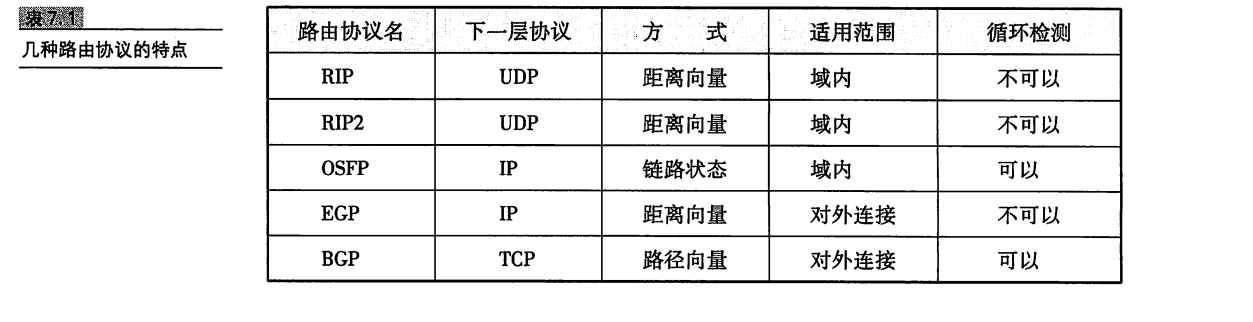 表7.1
几种路由协议的特点
路由协议名 下一层协议 方 式 适用范围 循环检测
RIP UDP 距离向量 域内 不可以
RIP2 UDP 距离向量 域内 不可以
OSFP IP 链路状态 域内 可以
EGP IP 距离向量 对外连接 不可以
BGP TCP 路径向量 对外连接 可以